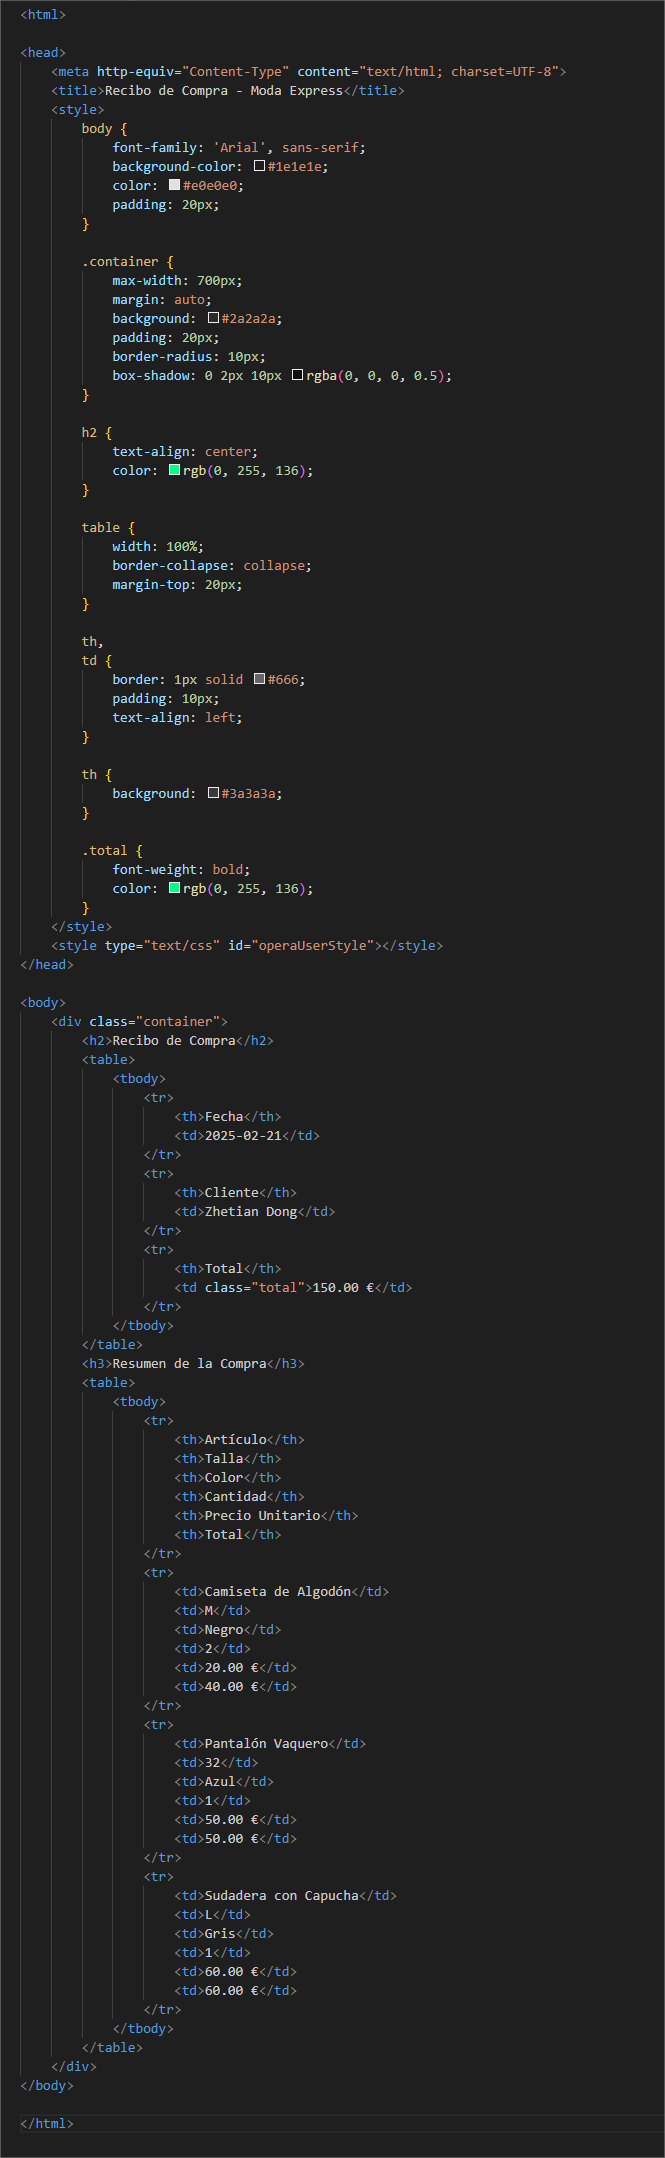 <html>
<head>
<meta http-equiv="Content-Type" content="text/html; charset=UTF-8">
<title>Recibo de Compra - Moda Express</title>
<style>
body {
font-family: 'Arial', sans-serif;
background-color: #1e1e1e;
color: #e0e0e0;
padding: 20px;
}
.container {
max-width: 700px;
margin: auto;
background: #2a2a2a;
padding: 20px;
border-radius: 10px;
box-shadow: 0 2px 10px rgba(0, 0, 0, 0.5);
}
h2 {
text-align: center;
color: rgb(0, 255, 136);
}
table {
width: 100%;
border-collapse: collapse;
margin-top: 20px;
}
th,
td {
border: 1px solid #666;
padding: 10px;
text-align: left;
}
th {
background: #3a3a3a;
}
.total {
font-weight: bold;
color: rgb(0, 255, 136);
}
</style>
<style type="text/css" id="operaUserStyle"></style>
</head>
<body>
<div class="container">
<h2>Recibo de Compra</h2>
<table>
<tbody>
<tr>
<th>Fecha</th>
<td>2025-02-21</td>
</tr>
<tr>
<th>Cliente</th>
<td>Zhetian Dong</td>
</tr>
<tr>
<th>Total</th>
<td class="total">150.00 €</td>
</tr>
</tbody>
</table>
<h3>Resumen de la Compra</h3>
<table>
<tbody>
<tr>
<th>Artículo</th>
<th>Talla</th>
<th>Color</th>
<th>Cantidad</th>
<th>Precio Unitario</th>
<th>Total</th>
</tr>
<tr>
<td>Camiseta de Algodón</td>
<td>M</td>
<td>Negro</td>
<td>2</td>
<td>20.00 €</td>
<td>40.00 €</td>
</tr>
<tr>
<td>Pantalón Vaquero</td>
<td>32</td>
<td>Azul</td>
<td>1</td>
<td>50.00 €</td>
<td>50.00 €</td>
</tr>
<tr>
<td>Sudadera con Capucha</td>
<td>L</td>
<td>Gris</td>
<td>1</td>
<td>60.00 €</td>
<td>60.00 €</td>
</tr>
</tbody>
</table>
</div>
</body>
</html>